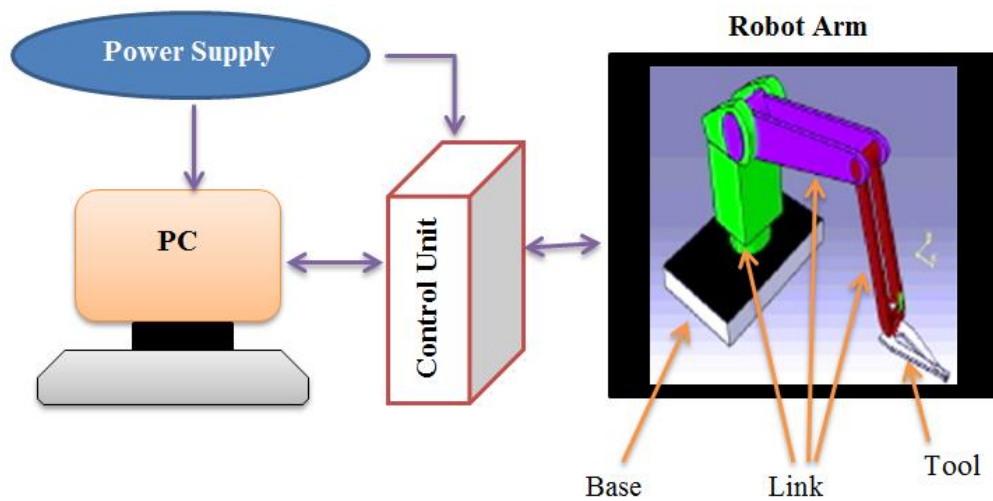 Power Supply
Robot Arm
PC
Control Unit
Base
Link
Tool